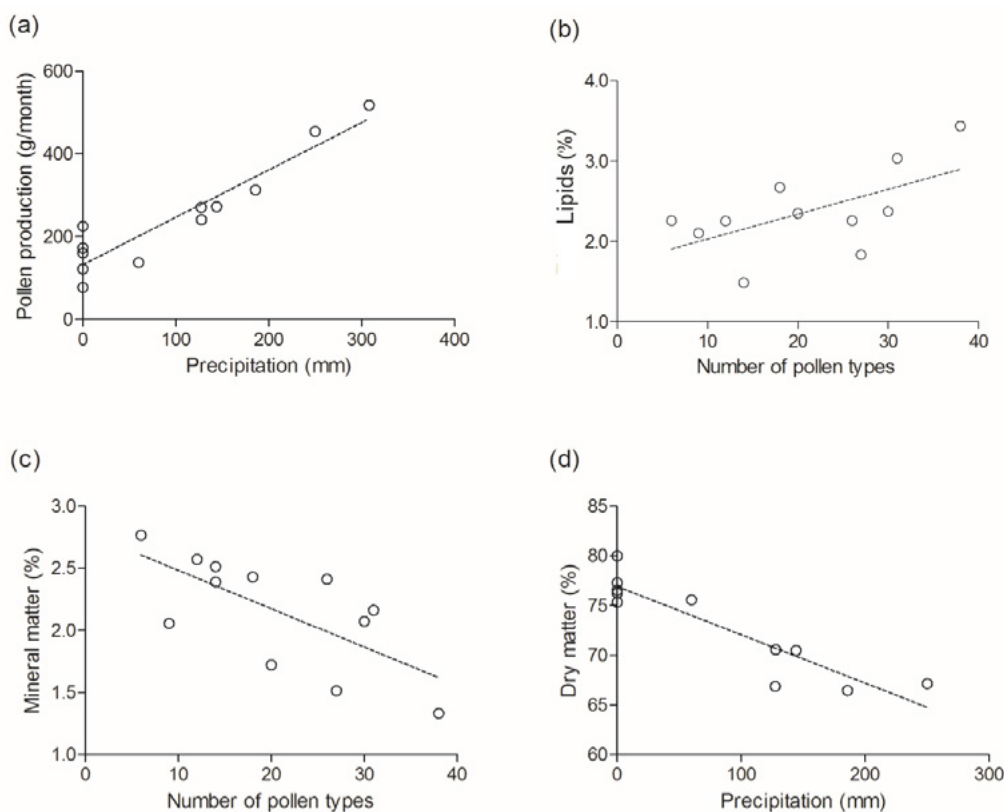 (a)
Pollen production (g/month)
600
400
200
0
0 100 200 300 400
Precipitation (mm)
(b)
Lipids (%)
4.0
3.0
2.0
1.0
0 10 20 30 40
Number of pollen types
(c)
Mineral matter (%)
3.0
2.5
2.0
1.5
1.0
0 10 20 30 40
Number of pollen types
(d)
Dry matter (%)
85
80
75
70
65
60
0 100 200 300
Precipitation (mm)